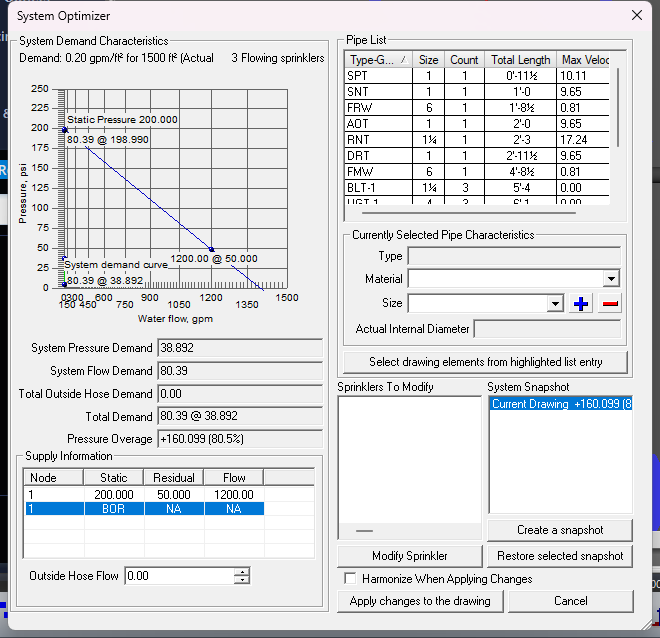 System Optimizer
System Demand Characteristics
Demand: 0.20 gpm/ft² for 1500 ft² (Actual 3 Flowing sprinklers
250
225
200
175
150
125
100
75
50
25
0
Pressure, psi
Static Pressure 200.000
80.39 @ 198.990
1200.00 @ 50.000
System demand curve
80.39 @ 38.892
0 300 600 900 1200 1500
150 450 750 1050 1350
Water flow, gpm
System Pressure Demand 38.892
System Flow Demand 80.39
Total Outside Hose Demand 0.00
Total Demand 80.39 @ 38.892
Pressure Overage +160.099 (80.5%)
Supply Information
Node Static Residual Flow
1 200.000 50.000 1200.00
1 BOR NA NA
Outside Hose Flow 0.00
Pipe List
Type-G... Size Count Total Length Max Veloc
SPT 1 1 0'-11½ 10.11
SNT 1 1 1'-0 9.65
FRW 6 1 1'-8½ 0.81
AOT 1 1 2'-0 9.65
RNT 1¼ 1 2'-3 17.24
DRT 1 1 2'-11½ 9.65
FMW 6 1 4'-8½ 0.81
BLT-1 1¼ 3 5'-4 0.00
Currently Selected Pipe Characteristics
Type
Material
Size
Actual Internal Diameter
Select drawing elements from highlighted list entry
Sprinklers To Modify
System Snapshot
Current Drawing +160.099 (8
Create a snapshot
Modify Sprinkler
Restore selected snapshot
Harmonize When Applying Changes
Apply changes to the drawing
Cancel